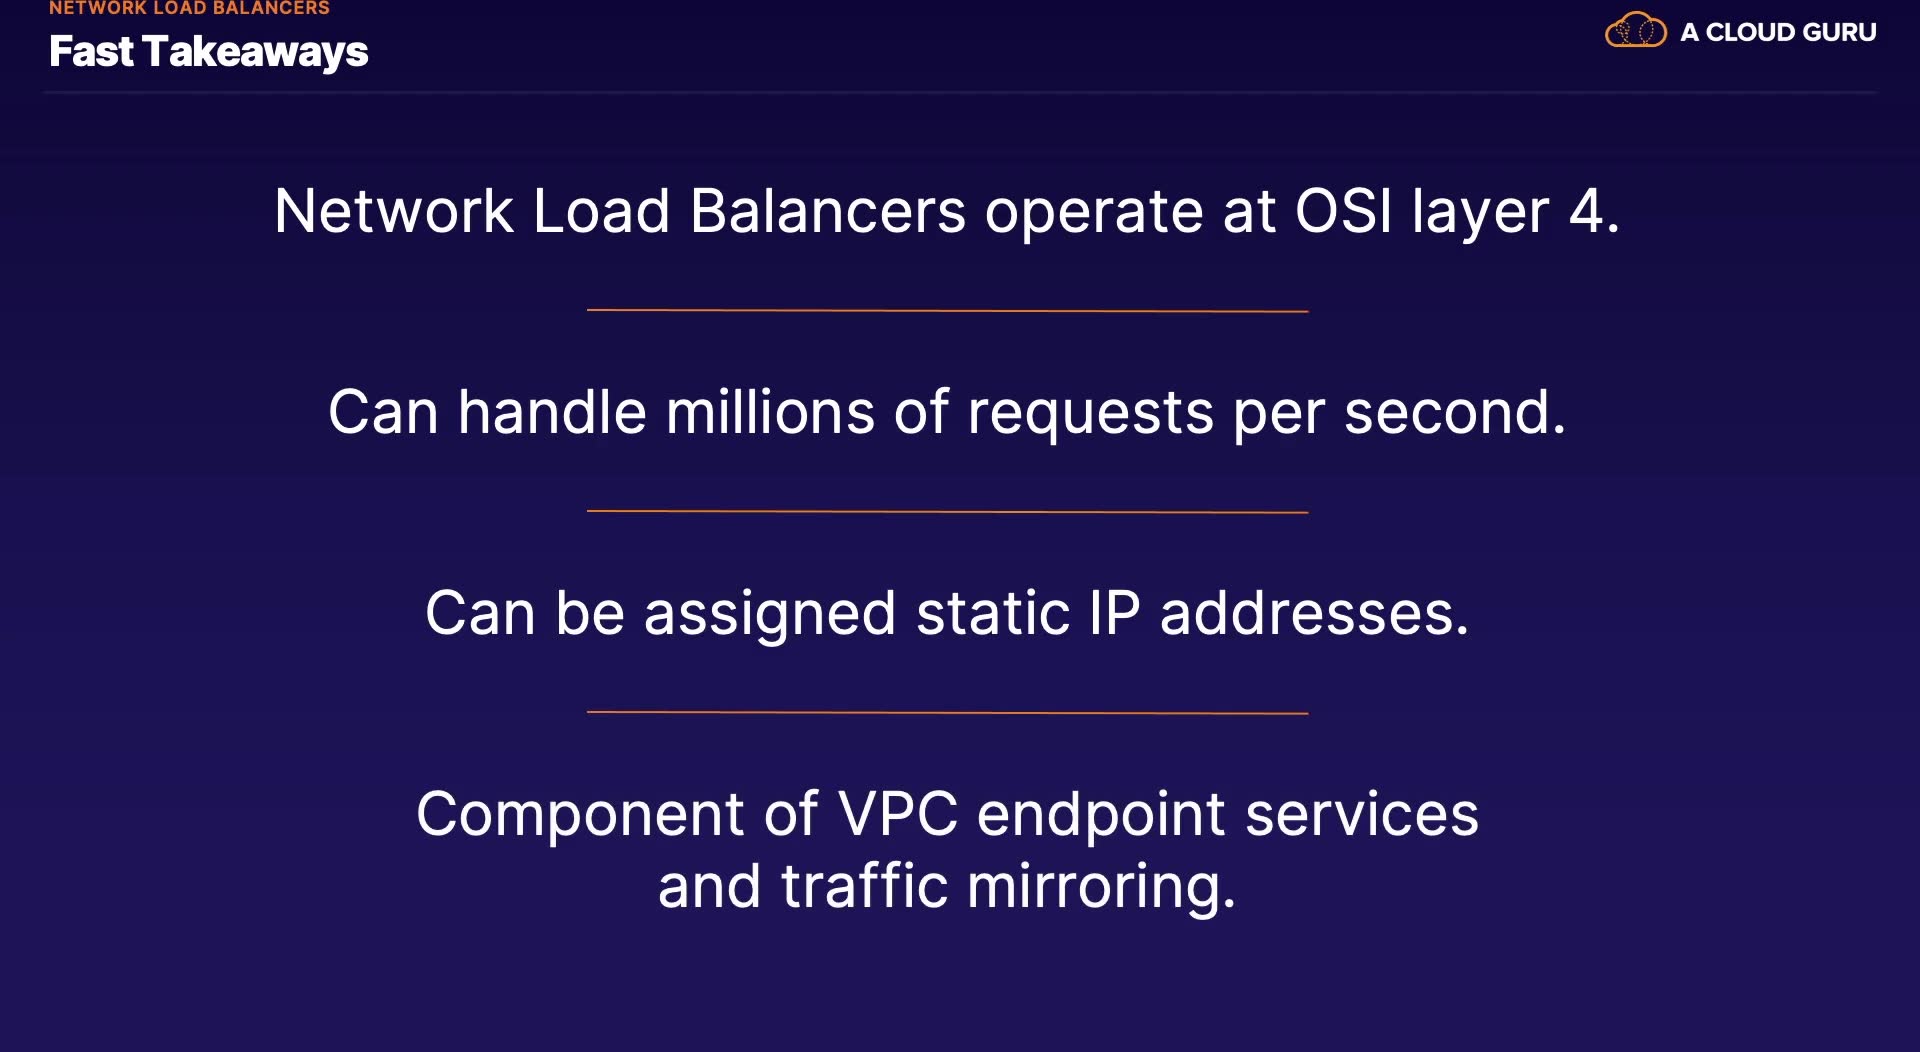 NETWORK LOAD BALANCERS
Fast Takeaways
A CLOUD GURU
Network Load Balancers operate at OSI layer 4.
Can handle millions of requests per second.
Can be assigned static IP addresses.
Component of VPC endpoint services
and traffic mirroring.